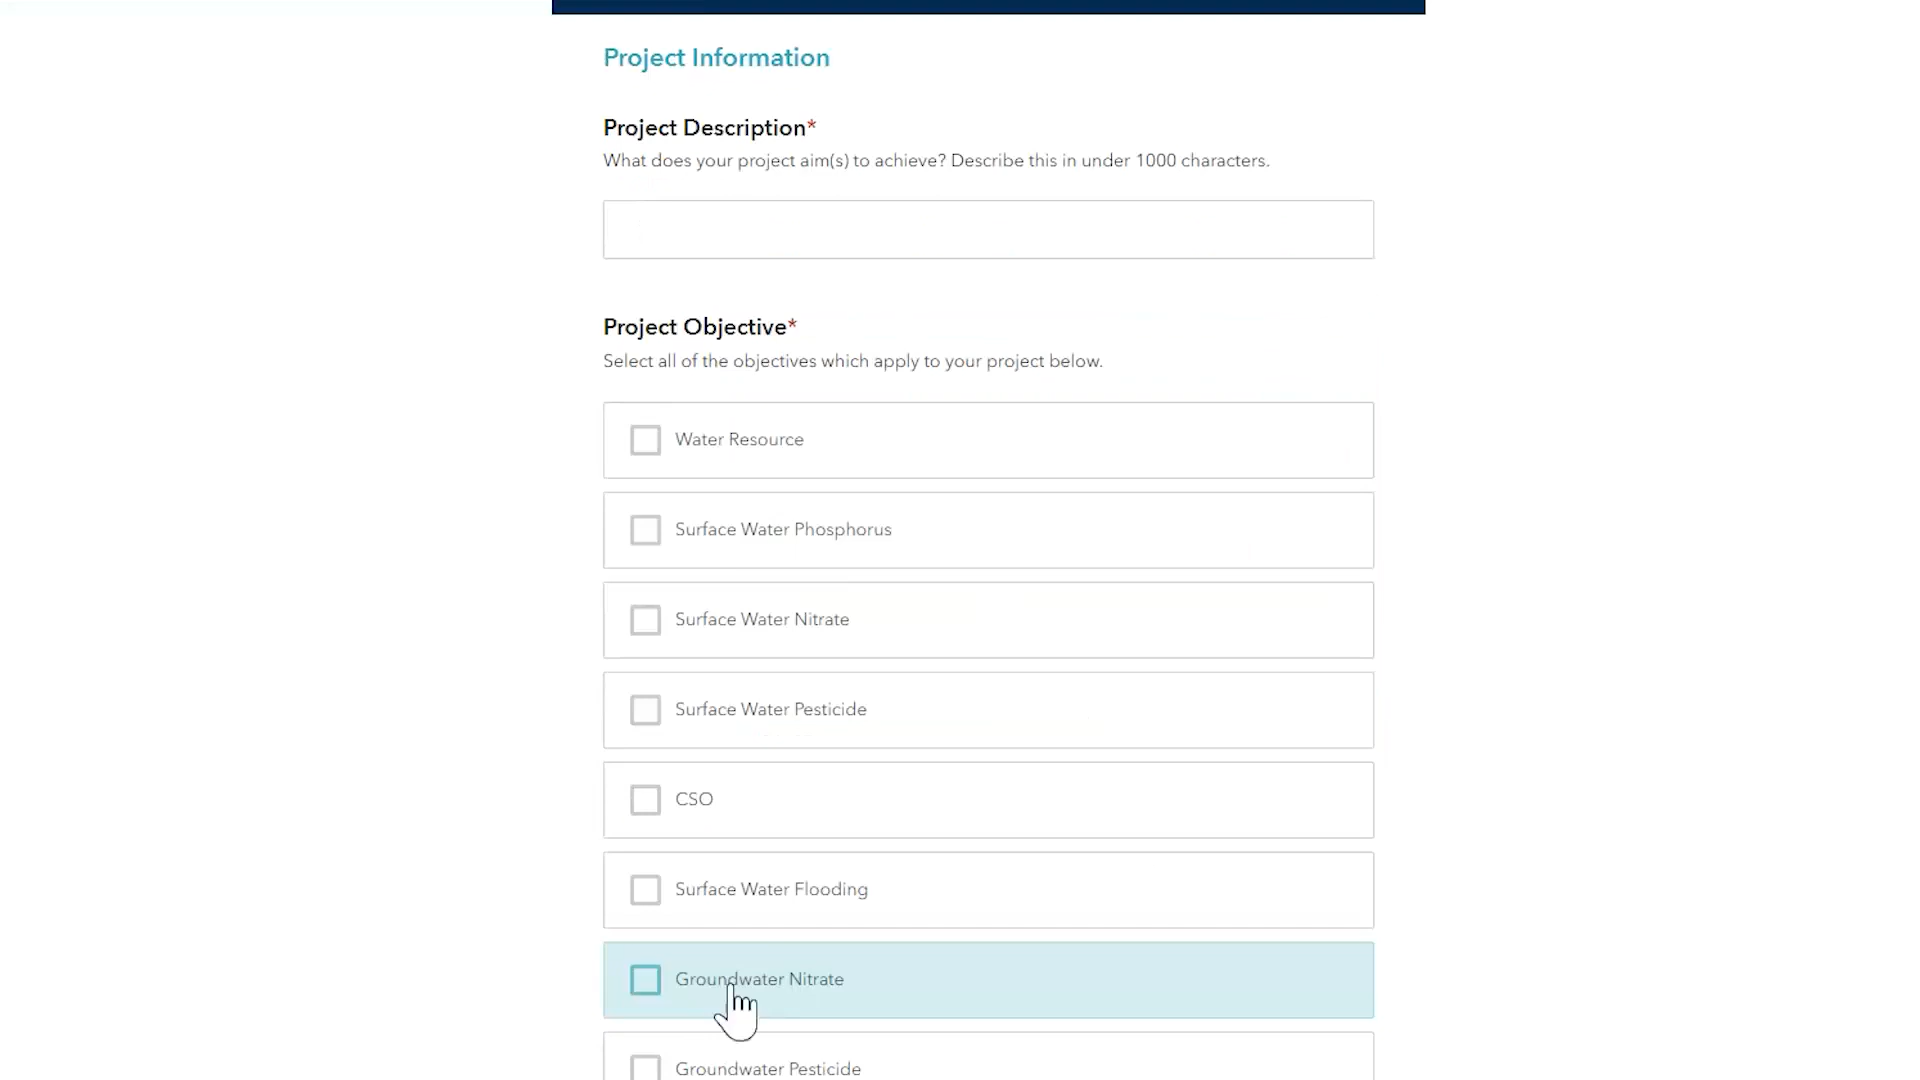 Project Information
Project Description*
What does your project aim(s) to achieve? Describe this in under 1000 characters.
Project Objective*
Select all of the objectives which apply to your project below.
Water Resource
Surface Water Phosphorus
Surface Water Nitrate
Surface Water Pesticide
CSO
Surface Water Flooding
Groundwater Nitrate
Groundwater Pesticide